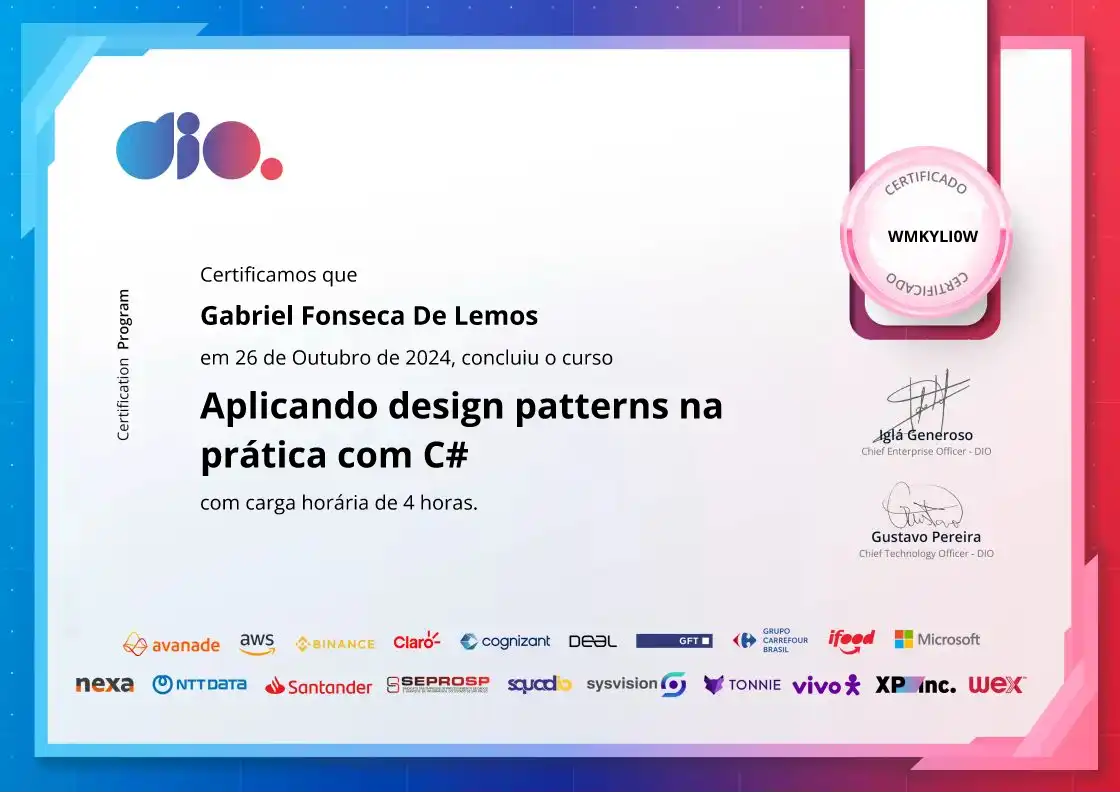 dio.
CERTIFICADO
WMKYLI0W
CERTIFICADO
Certification Program
Certificamos que
Gabriel Fonseca De Lemos
em 26 de Outubro de 2024, concluiu o curso
Aplicando design patterns na
prática com C#
com carga horária de 4 horas.
Iglá Generoso
Chief Enterprise Officer - DIO
Gustavo Pereira
Chief Technology Officer - DIO
avanade aws BINANCE Claro cognizant DEAL GFT GRUPO CARREFOUR BRASIL ifood Microsoft
nexa NTT DATA Santander SEPROSP squadio sysvision TONNIE vivo XP inc. wex